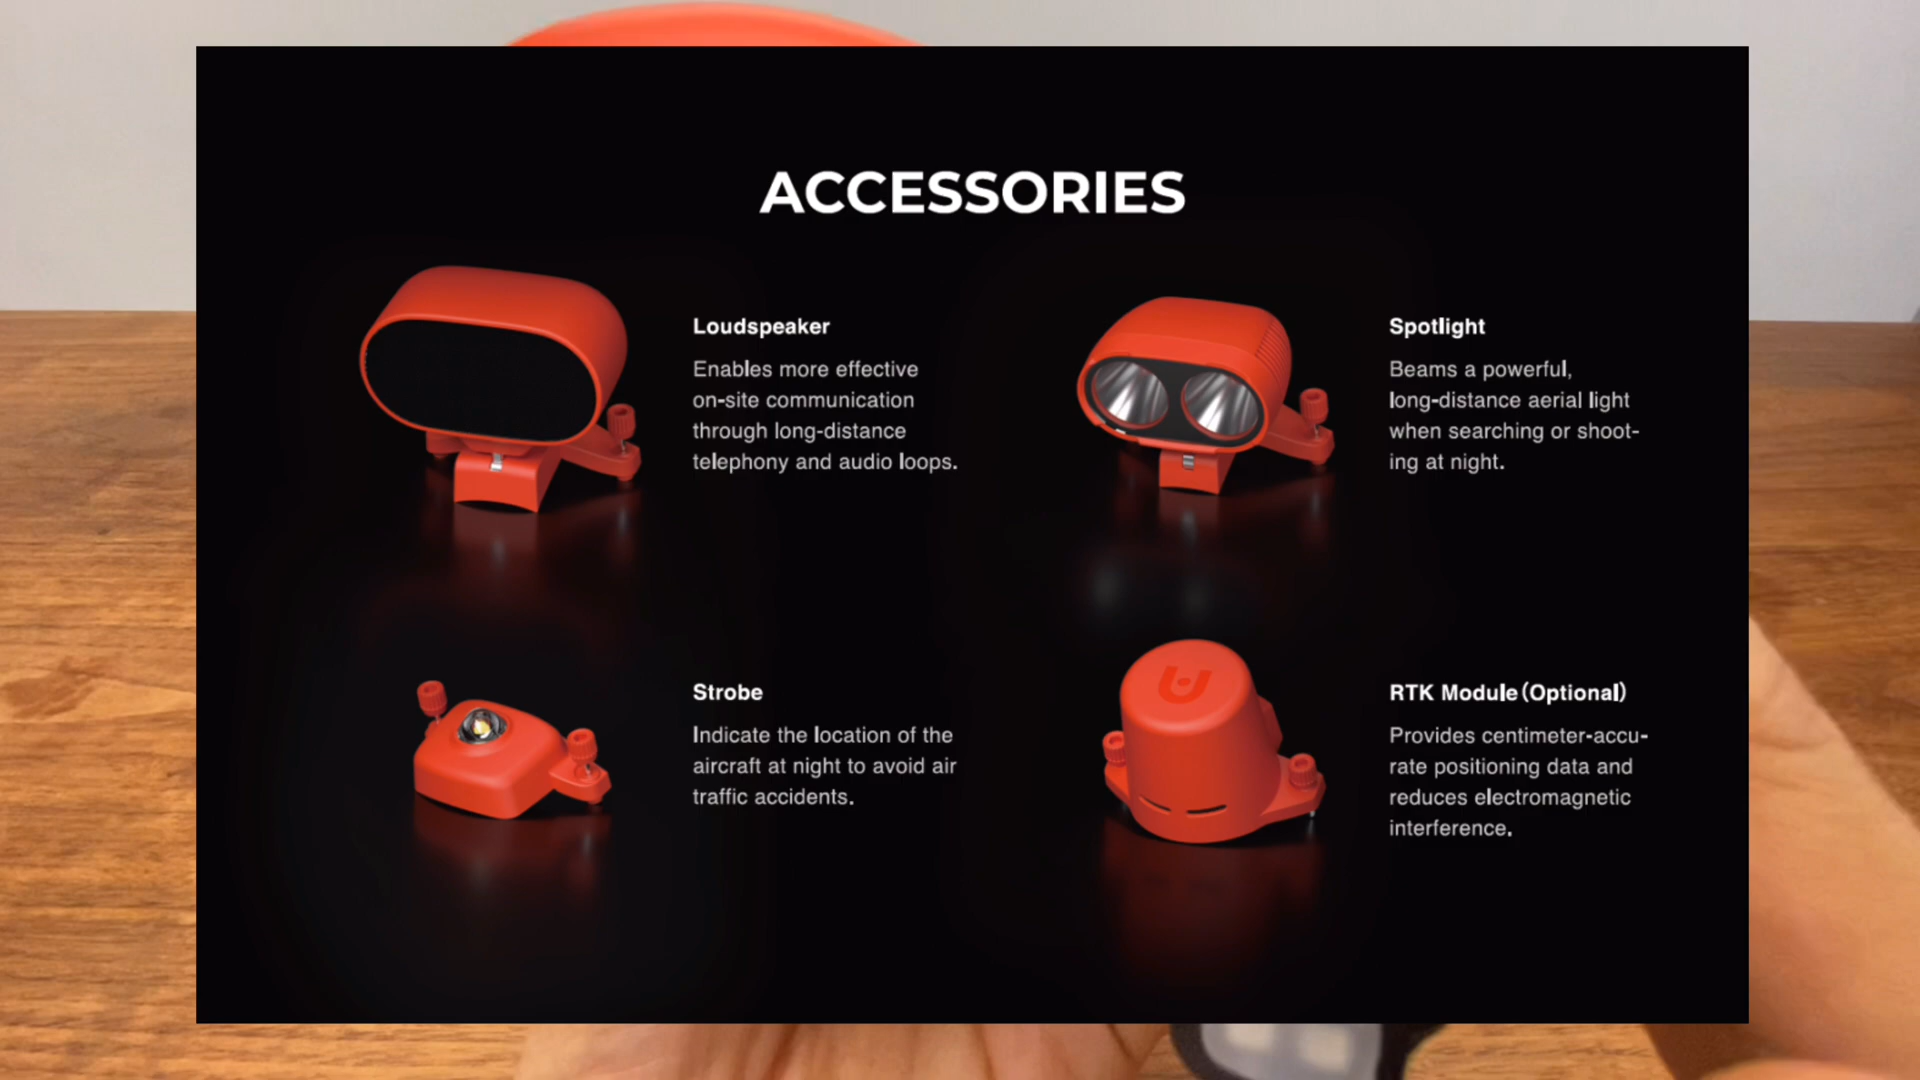 ACCESSORIES
Loudspeaker
Enables more effective
on-site communication
through long-distance
telephony and audio loops.
Spotlight
Beams a powerful,
long-distance aerial light
when searching or shoot-
ing at night.
Strobe
Indicate the location of the
aircraft at night to avoid air
traffic accidents.
RTK Module (Optional)
Provides centimeter-accu-
rate positioning data and
reduces electromagnetic
interference.